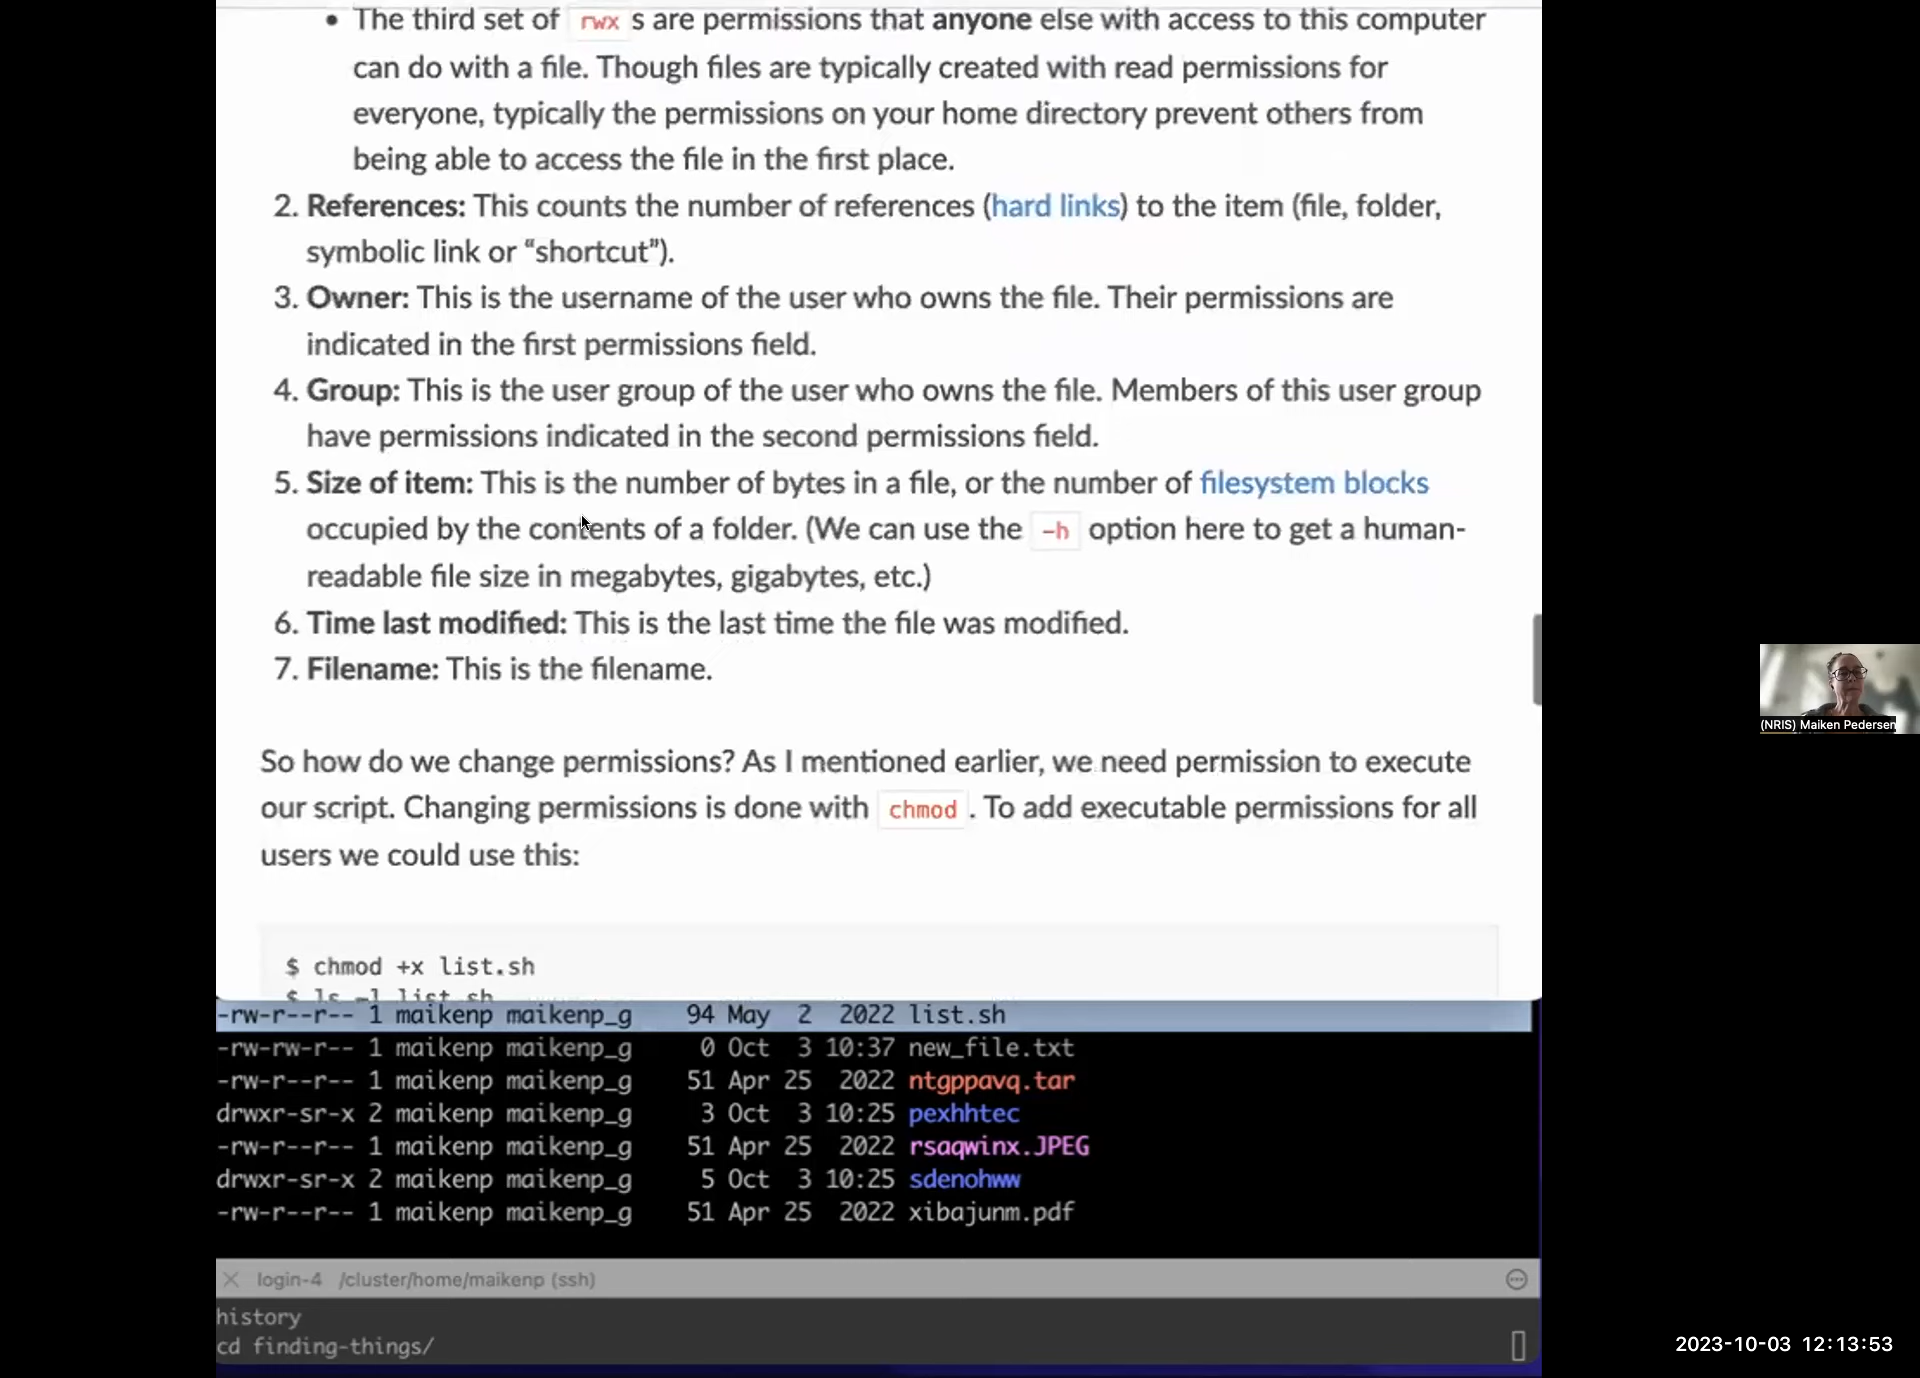 • The third set of rwx s are permissions that anyone else with access to this computer
can do with a file. Though files are typically created with read permissions for
everyone, typically the permissions on your home directory prevent others from
being able to access the file in the first place.
2. References: This counts the number of references (hard links) to the item (file, folder,
symbolic link or “shortcut”).
3. Owner: This is the username of the user who owns the file. Their permissions are
indicated in the first permissions field.
4. Group: This is the user group of the user who owns the file. Members of this user group
have permissions indicated in the second permissions field.
5. Size of item: This is the number of bytes in a file, or the number of filesystem blocks
occupied by the contents of a folder. (We can use the -h option here to get a human-
readable file size in megabytes, gigabytes, etc.)
6. Time last modified: This is the last time the file was modified.
7. Filename: This is the filename.
So how do we change permissions? As I mentioned earlier, we need permission to execute
our script. Changing permissions is done with chmod . To add executable permissions for all
users we could use this:
$ chmod +x list.sh
$ ls -l list.sh
-rw-r--r-- 1 maikenp maikenp_g 94 May 2 2022 list.sh
-rw-rw-r-- 1 maikenp maikenp_g 0 Oct 3 10:37 new_file.txt
-rw-r--r-- 1 maikenp maikenp_g 51 Apr 25 2022 ntgppavq.tar
drwxr-sr-x 2 maikenp maikenp_g 3 Oct 3 10:25 pexhhtec
-rw-r--r-- 1 maikenp maikenp_g 51 Apr 25 2022 rsaqwinx.JPEG
drwxr-sr-x 2 maikenp maikenp_g 5 Oct 3 10:25 sdenohww
-rw-r--r-- 1 maikenp maikenp_g 51 Apr 25 2022 xibajunm.pdf
login-4 /cluster/home/maikenp (ssh)
history
cd finding-things/
(NRIS) Maiken Pedersen
2023-10-03 12:13:53